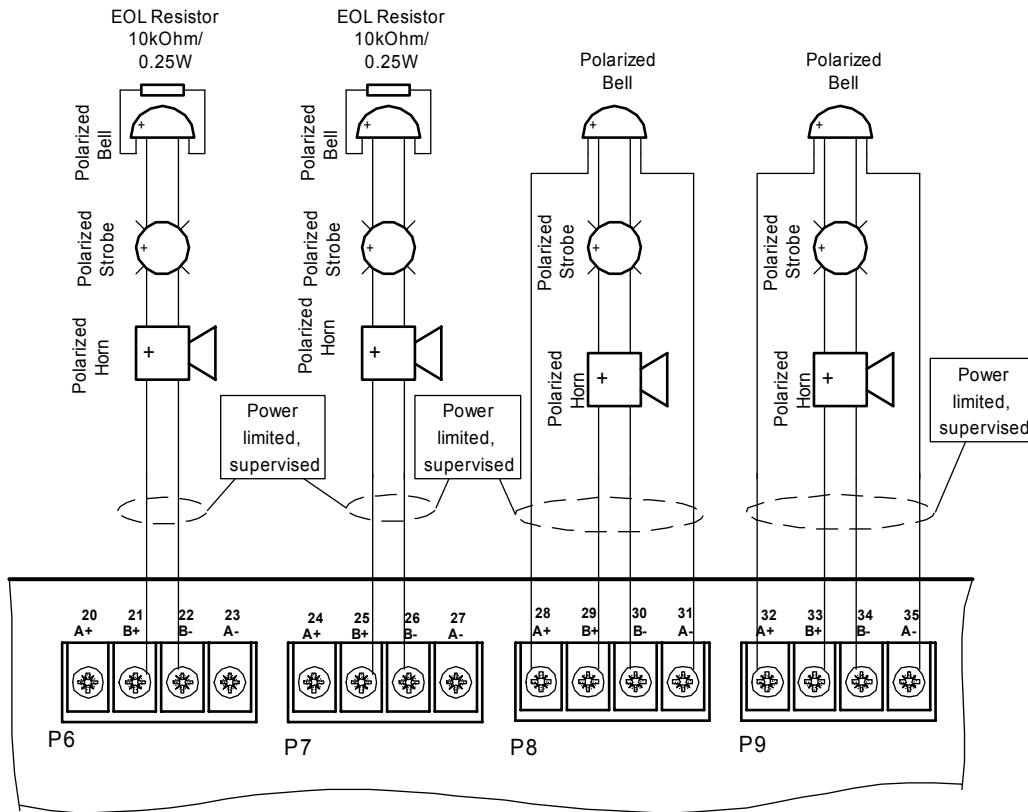 EOL Resistor
10kOhm/
0.25W
EOL Resistor
10kOhm/
0.25W
Polarized
Bell
Polarized
Bell
Polarized
Bell
Polarized
Bell
+
+
+
+
Polarized
Strobe
Polarized
Strobe
Polarized
Strobe
Polarized
Strobe
+
+
+
+
Polarized
Horn
Polarized
Horn
Polarized
Horn
Polarized
Horn
+
+
+
+
Power
limited,
supervised
Power
limited,
supervised
Power
limited,
supervised
20 21 22 23
A+ B+ B- A-
24 25 26 27
A+ B+ B- A-
28 29 30 31
A+ B+ B- A-
32 33 34 35
A+ B+ B- A-
P6
P7
P8
P9